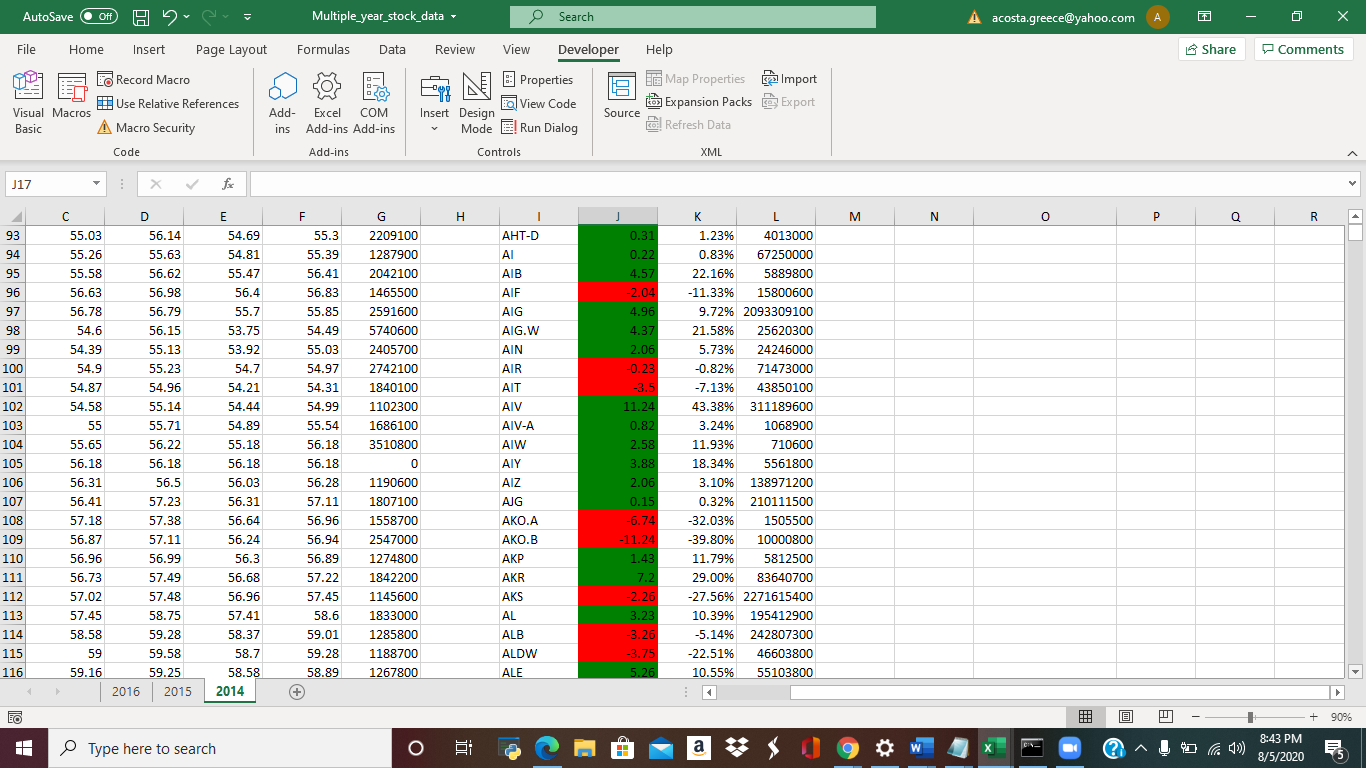 AutoSave Off Multiple_year_stock_data Search acosta.greece@yahoo.com A
File Home Insert Page Layout Formulas Data Review View Developer Help Share Comments
Visual Basic Macros Record Macro Use Relative References Macro Security Code
Add-ins Excel Add-ins COM Add-ins Add-ins
Insert Design Mode Properties View Code Run Dialog Controls
Source Map Properties Expansion Packs Refresh Data Import Export XML
J17 fx
C D E F G H I J K L M N O P Q R
93 55.03 56.14 54.69 55.3 2209100 AHT-D 0.31 1.23% 4013000
94 55.26 55.63 54.81 55.39 1287900 AI 0.22 0.83% 67250000
95 55.58 56.62 55.47 56.41 2042100 AIB 4.57 22.16% 5889800
96 56.63 56.98 56.4 56.83 1465500 AIF -2.04 -11.33% 15800600
97 56.78 56.79 55.7 55.85 2591600 AIG 4.96 9.72% 2093309100
98 54.6 56.15 53.75 54.49 5740600 AIG.W 4.37 21.58% 25620300
99 54.39 55.13 53.92 55.03 2405700 AIN 2.06 5.73% 24246000
100 54.9 55.23 54.7 54.97 2742100 AIR -0.23 -0.82% 71473000
101 54.87 54.96 54.21 54.31 1840100 AIT -3.5 -7.13% 43850100
102 54.58 55.14 54.44 54.99 1102300 AIV 11.24 43.38% 311189600
103 55 55.71 54.89 55.54 1686100 AIV-A 0.82 3.24% 1068900
104 55.65 56.22 55.18 56.18 3510800 AIW 2.58 11.93% 710600
105 56.18 56.18 56.18 56.18 0 AIY 3.88 18.34% 5561800
106 56.31 56.5 56.03 56.28 1190600 AIZ 2.06 3.10% 138971200
107 56.41 57.23 56.31 57.11 1807100 AJG 0.15 0.32% 210111500
108 57.18 57.38 56.64 56.96 1558700 AKO.A -6.74 -32.03% 1505500
109 56.87 57.11 56.24 56.94 2547000 AKO.B -11.24 -39.80% 10000800
110 56.96 56.99 56.3 56.89 1274800 AKP 1.43 11.79% 5812500
111 56.73 57.49 56.68 57.22 1842200 AKR 7.2 29.00% 83640700
112 57.02 57.48 56.96 57.45 1145600 AKS -2.26 -27.56% 2271615400
113 57.45 58.75 57.41 58.6 1833000 AL 3.23 10.39% 195412900
114 58.58 59.28 58.37 59.01 1285800 ALB -3.26 -5.14% 242807300
115 59 59.58 58.7 59.28 1188700 ALDW -3.75 -22.51% 46603800
116 59.16 59.25 58.58 58.89 1267800 ALE 5.26 10.55% 55103800
2016 2015 2014
90%
Type here to search 8:43 PM
8/5/2020 5